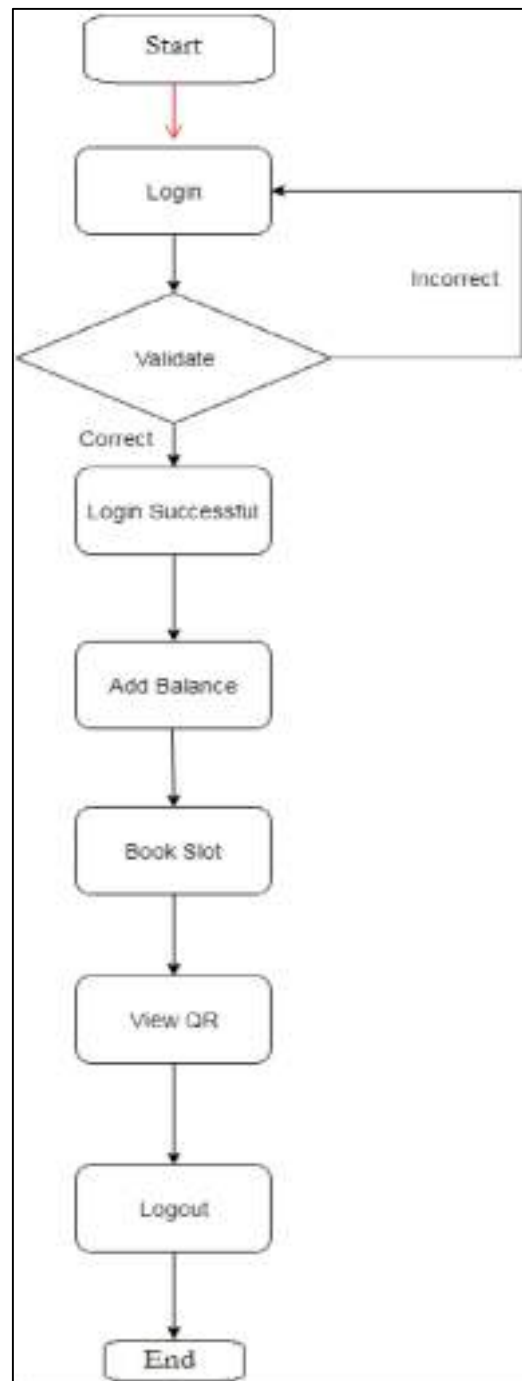 Start
Login
Incorrect
Validate
Correct
Login Successful
Add Balance
Book Slot
View QR
Logout
End